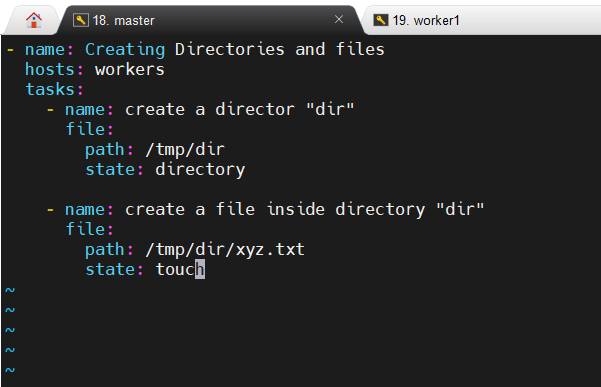 18. master
19. worker1
- name: Creating Directories and files
  hosts: workers
  tasks:
    - name: create a director "dir"
      file:
        path: /tmp/dir
        state: directory

    - name: create a file inside directory "dir"
      file:
        path: /tmp/dir/xyz.txt
        state: touch
~
~
~
~
~